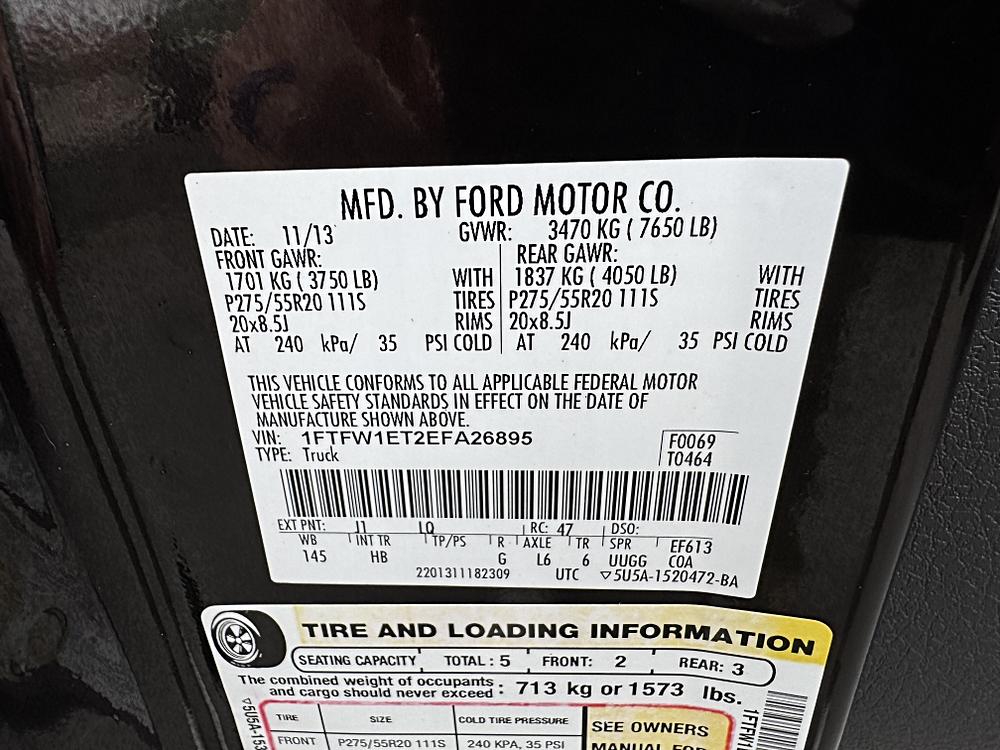 MFD. BY FORD MOTOR CO.
DATE: 11/13 GVWR: 3470 KG ( 7650 LB)
FRONT GAWR: REAR GAWR:
1701 KG ( 3750 LB) WITH 1837 KG ( 4050 LB) WITH
P275/55R20 111S TIRES P275/55R20 111S TIRES
20x8.5J RIMS 20x8.5J RIMS
AT 240 kPa/ 35 PSI COLD AT 240 kPa/ 35 PSI COLD
THIS VEHICLE CONFORMS TO ALL APPLICABLE FEDERAL MOTOR
VEHICLE SAFETY STANDARDS IN EFFECT ON THE DATE OF
MANUFACTURE SHOWN ABOVE.
VIN: 1FTFW1ET2EFA26895 F0069
TYPE: Truck T0464
EXT PNT: J1 LQ RC: 47 DSO:
WB INT TR TP/PS R AXLE TR SPR EF613
145 HB G L6 6 UUGG COA
2201311182309 UTC ▽5U5A-1520472-BA
TIRE AND LOADING INFORMATION
SEATING CAPACITY TOTAL: 5 FRONT: 2 REAR: 3
The combined weight of occupants
and cargo should never exceed : 713 kg or 1573 lbs.
TIRE SIZE COLD TIRE PRESSURE SEE OWNERS
FRONT P275/55R20 111S 240 KPA, 35 PSI MANUAL FOR
▽5U5A-153
1FTFW1